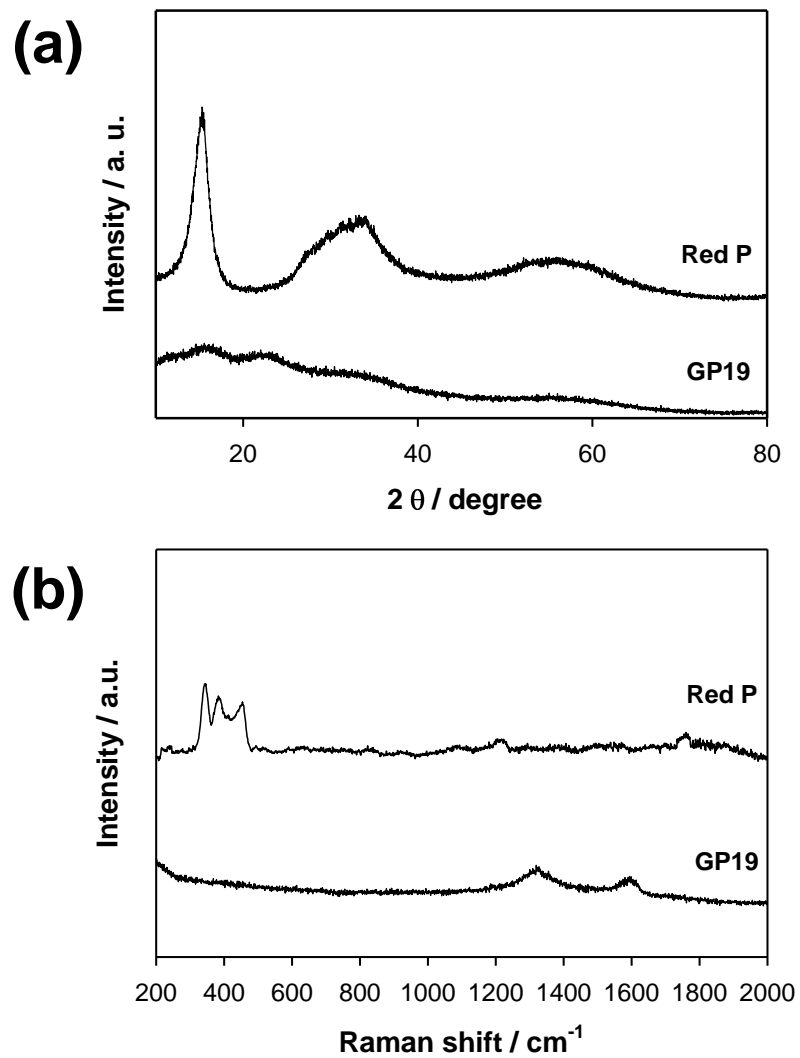 (a)
Intensity / a. u.
Red P
GP19
20 40 60 80
2 θ / degree
(b)
Intensity / a.u.
Red P
GP19
200 400 600 800 1000 1200 1400 1600 1800 2000
Raman shift / cm⁻¹